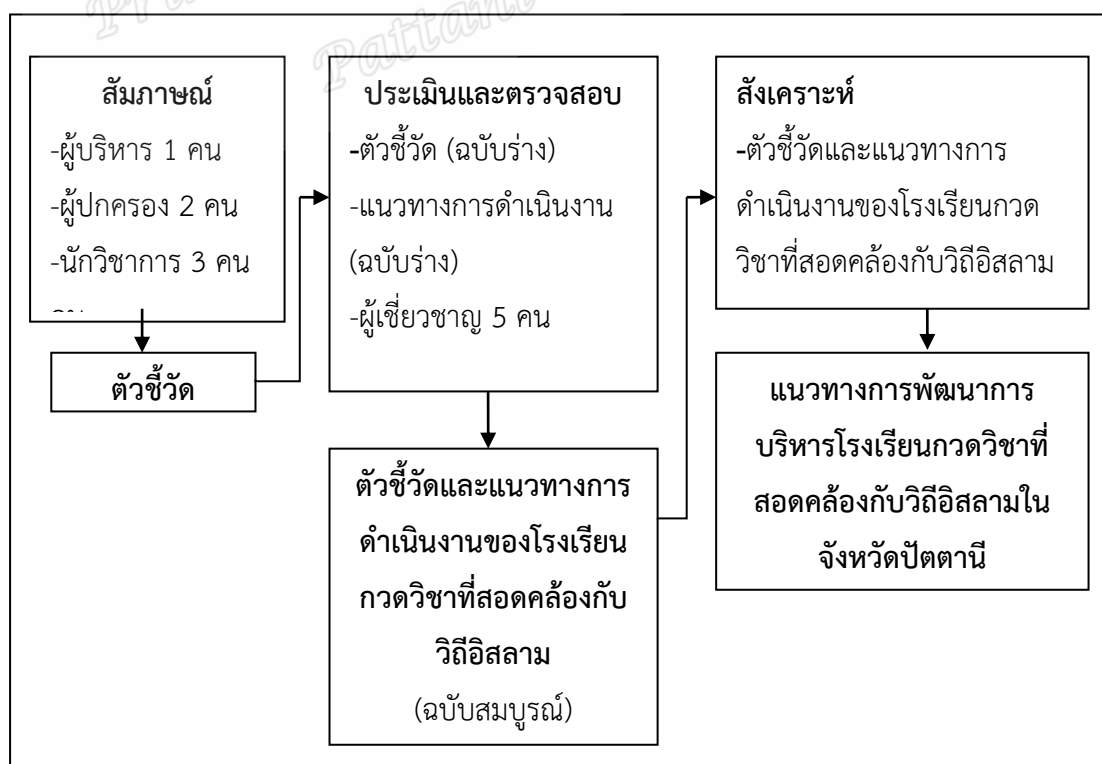 Pattani
สัมภาษณ์
-ผู้บริหาร 1 คน
-ผู้ปกครอง 2 คน
-นักวิชาการ 3 คน
ตัวชี้วัด
ประเมินและตรวจสอบ
-ตัวชี้วัด (ฉบับร่าง)
-แนวทางการดำเนินงาน
(ฉบับร่าง)
-ผู้เชี่ยวชาญ 5 คน
ตัวชี้วัดและแนวทางการ
ดำเนินงานของโรงเรียน
กวดวิชาที่สอดคล้องกับ
วิถีอิสลาม
(ฉบับสมบูรณ์)
สังเคราะห์
-ตัวชี้วัดและแนวทางการ
ดำเนินงานของโรงเรียนกวด
วิชาที่สอดคล้องกับวิถีอิสลาม
แนวทางการพัฒนาการ
บริหารโรงเรียนกวดวิชาที่
สอดคล้องกับวิถีอิสลามใน
จังหวัดปัตตานี